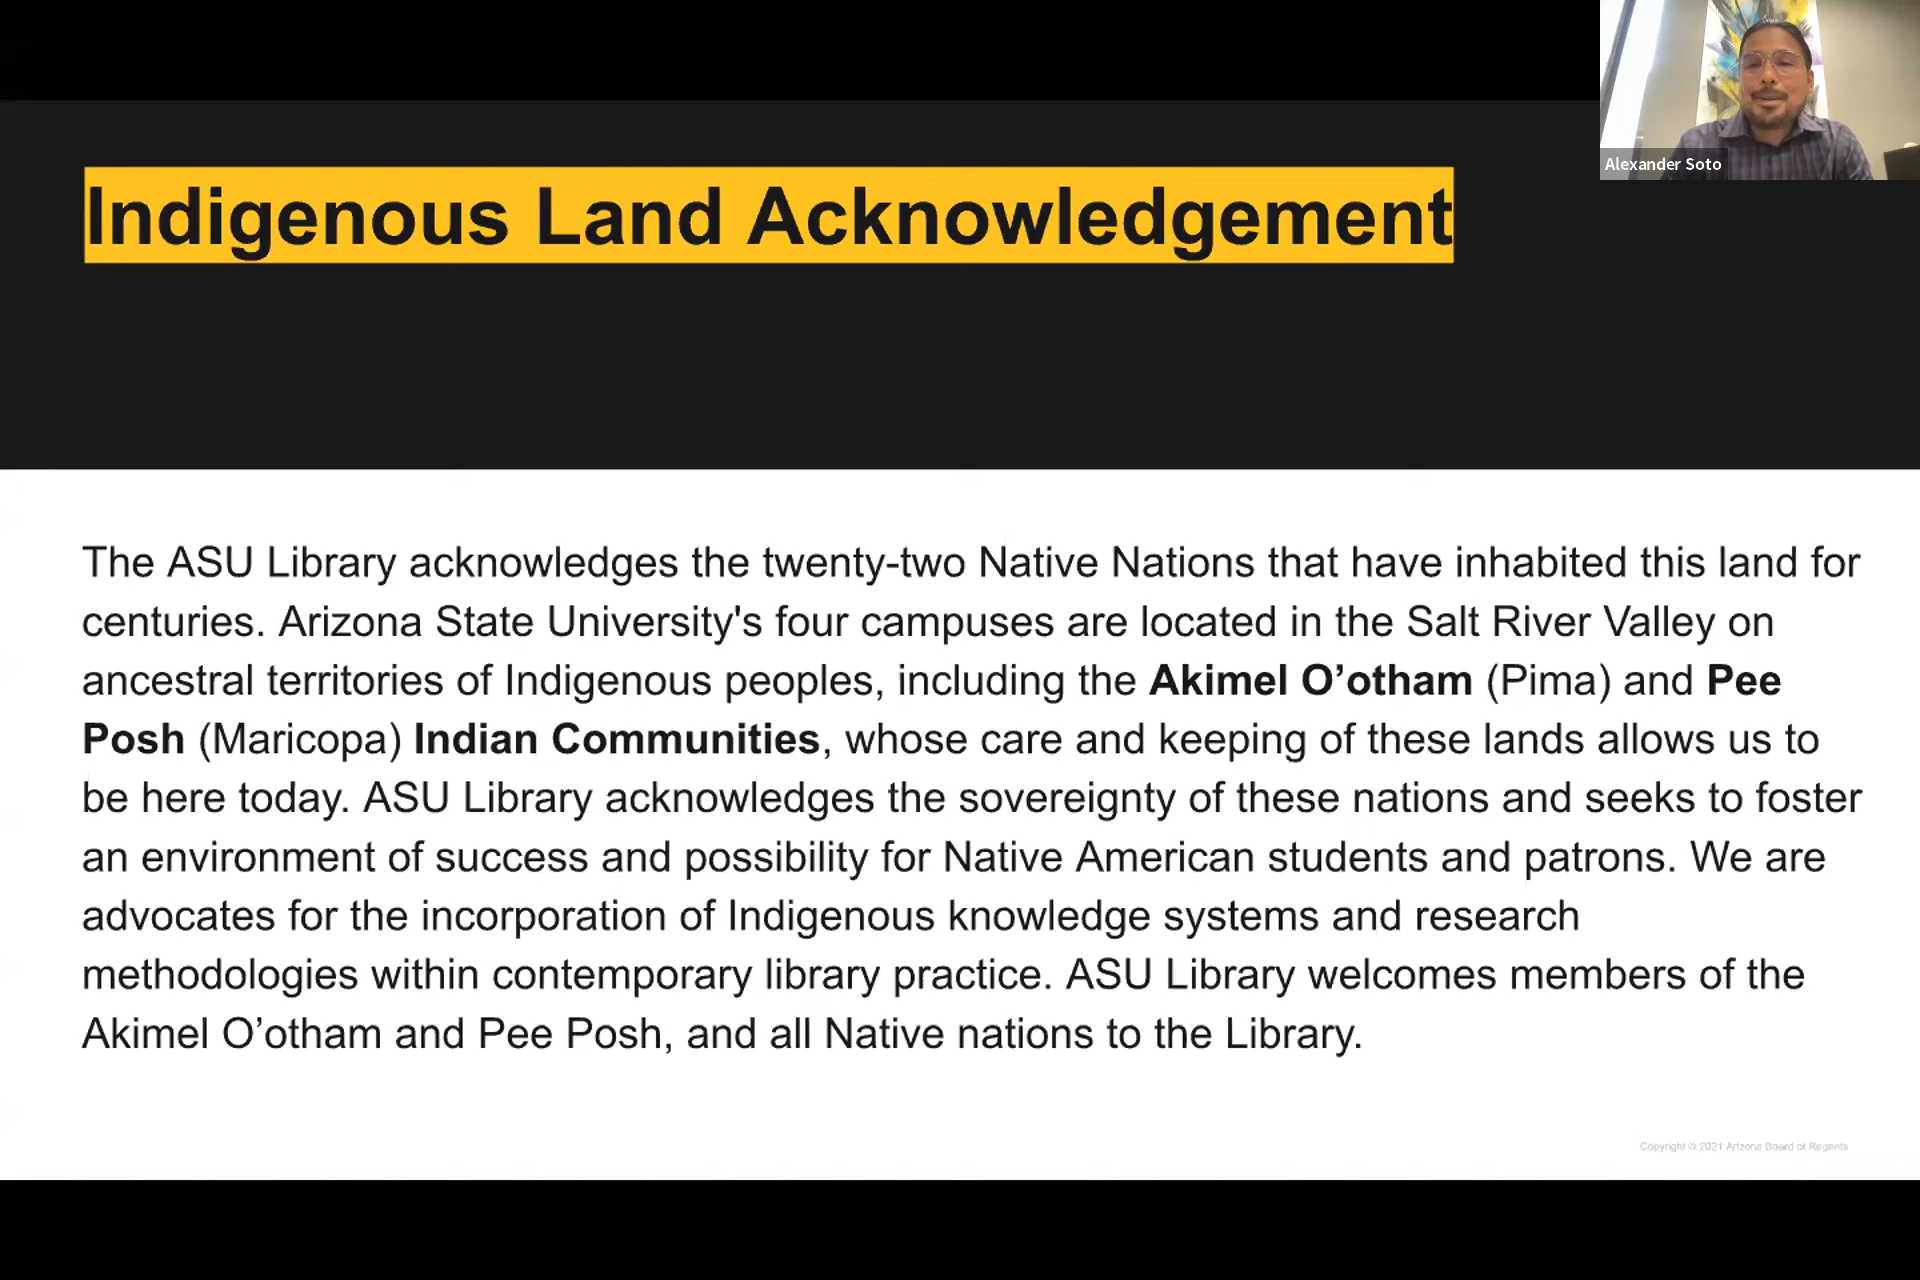 Alexander Soto
Indigenous Land Acknowledgement
The ASU Library acknowledges the twenty-two Native Nations that have inhabited this land for
centuries. Arizona State University's four campuses are located in the Salt River Valley on
ancestral territories of Indigenous peoples, including the Akimel O’otham (Pima) and Pee
Posh (Maricopa) Indian Communities, whose care and keeping of these lands allows us to
be here today. ASU Library acknowledges the sovereignty of these nations and seeks to foster
an environment of success and possibility for Native American students and patrons. We are
advocates for the incorporation of Indigenous knowledge systems and research
methodologies within contemporary library practice. ASU Library welcomes members of the
Akimel O’otham and Pee Posh, and all Native nations to the Library.
Copyright © 2021 Arizona Board of Regents